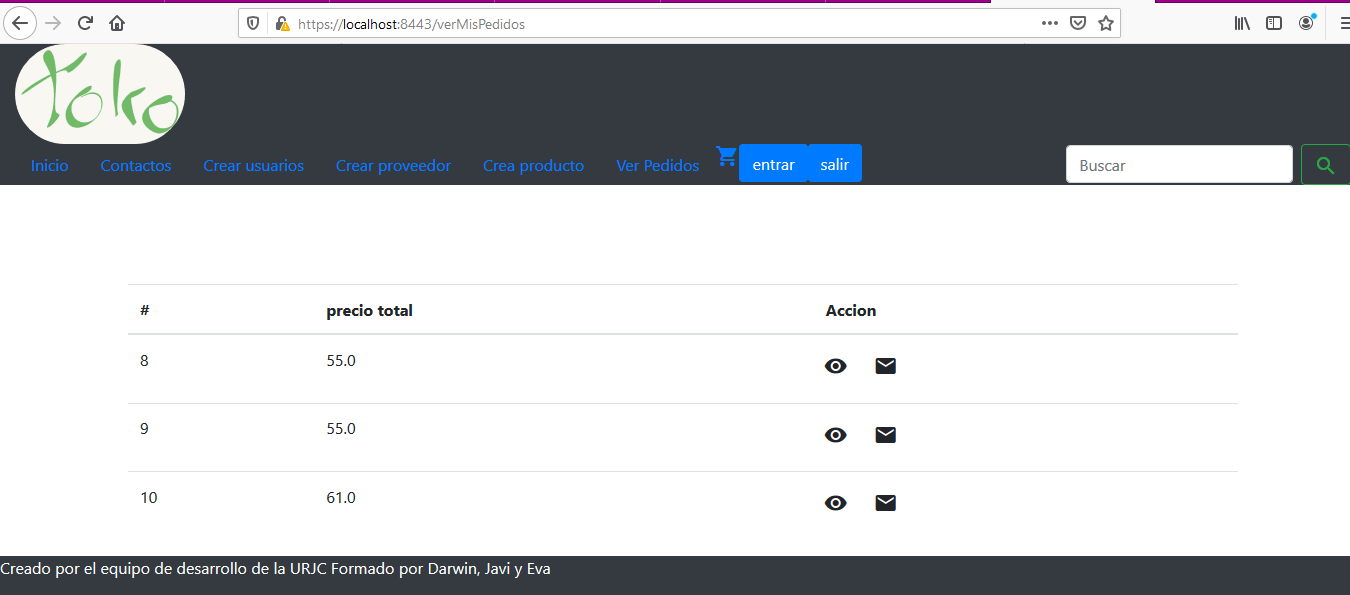 https://localhost:8443/verMisPedidos
toko
Inicio Contactos Crear usuarios Crear proveedor Crea producto Ver Pedidos entrar salir Buscar
# precio total Accion
8 55.0
9 55.0
10 61.0
Creado por el equipo de desarrollo de la URJC Formado por Darwin, Javi y Eva